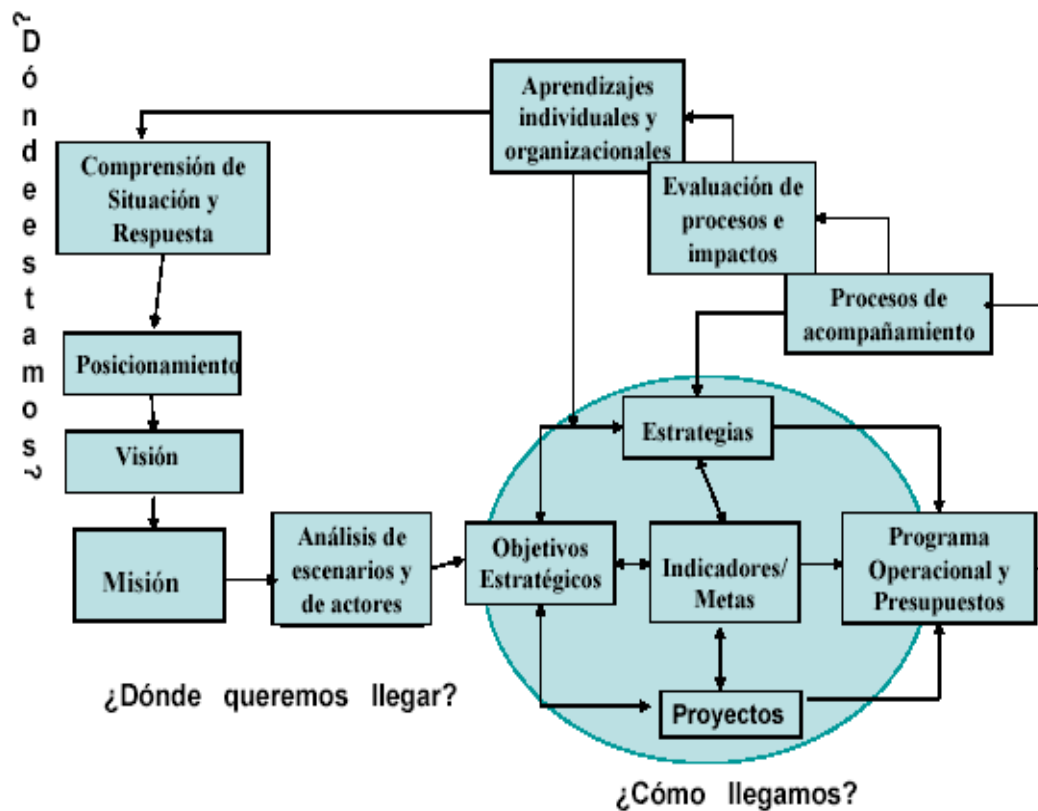 ¿Dónde estamos?
Aprendizajes
individuales y
organizacionales
Comprensión de
Situación y
Respuesta
Evaluación de
procesos e
impactos
Procesos de
acompañamiento
Posicionamiento
Visión
Misión
Análisis de
escenarios y
de actores
Objetivos
Estratégicos
Estrategias
Indicadores/
Metas
Proyectos
Programa
Operacional y
Presupuestos
¿Dónde queremos llegar?
¿Cómo llegamos?